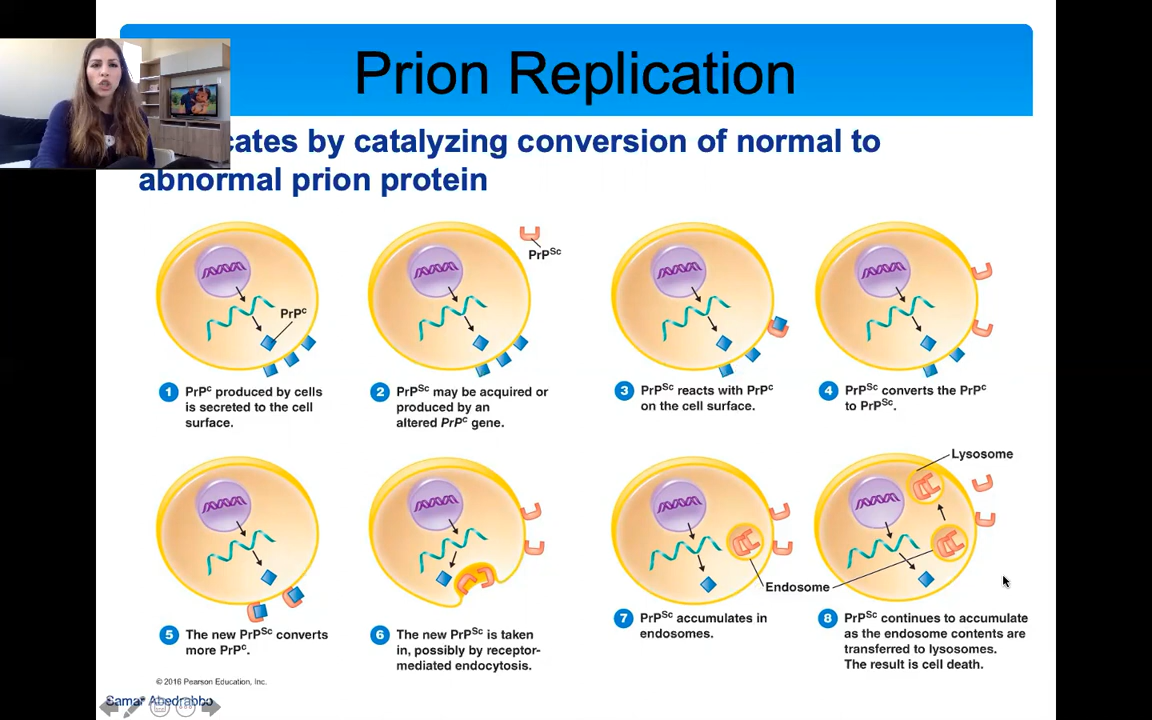 Prion Replication
cates by catalyzing conversion of normal to
abnormal prion protein
PrPSc
PrPc
1 PrPc produced by cells
is secreted to the cell
surface.
2 PrPSc may be acquired or
produced by an
altered PrPc gene.
3 PrPSc reacts with PrPc
on the cell surface.
4 PrPSc converts the PrPc
to PrPSc.
Lysosome
Endosome
5 The new PrPSc converts
more PrPc.
6 The new PrPSc is taken
in, possibly by receptor-
mediated endocytosis.
7 PrPSc accumulates in
endosomes.
8 PrPSc continues to accumulate
as the endosome contents are
transferred to lysosomes.
The result is cell death.
© 2016 Pearson Education, Inc.
Samar Abedrabbo